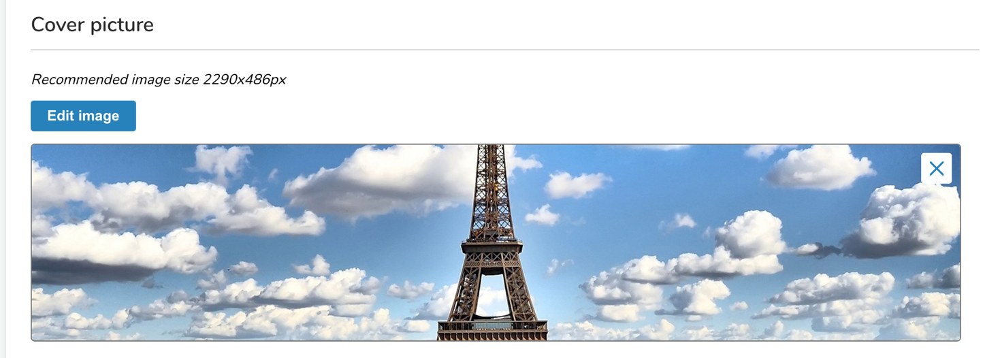 Cover picture
Recommended image size 2290x486px
Edit image